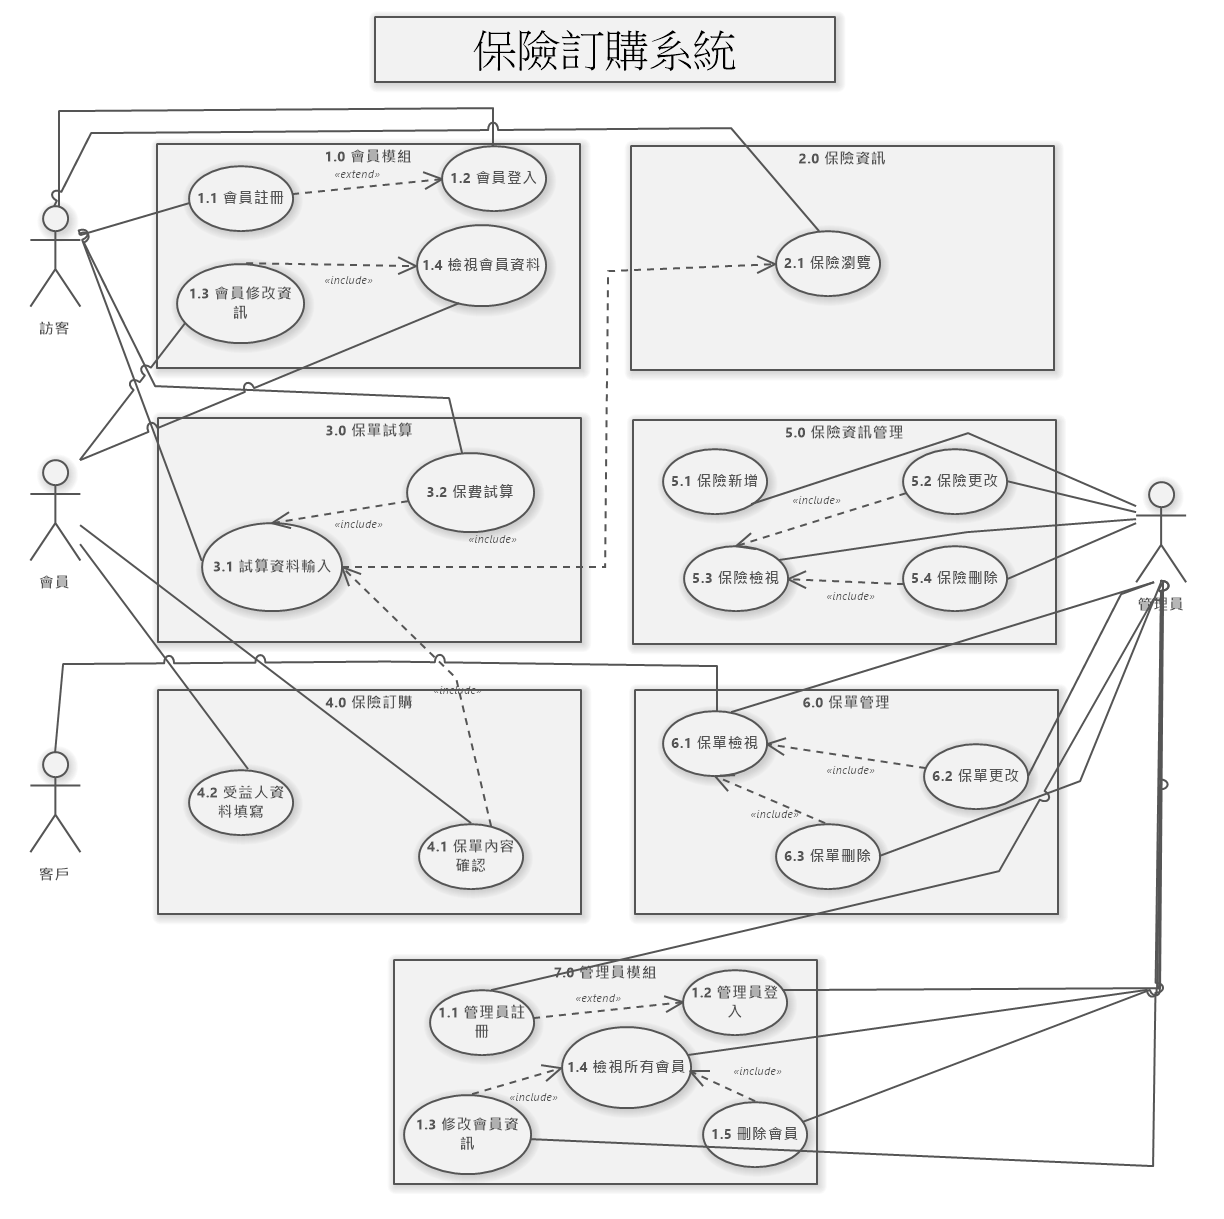 保險訂購系統
1.0 會員模組
«extend»
1.1 會員註冊
1.2 會員登入
1.3 會員修改資
訊
«include»
1.4 檢視會員資料
2.0 保險資訊
2.1 保險瀏覽
訪客
3.0 保單試算
3.2 保費試算
«include»
«include»
3.1 試算資料輸入
會員
5.0 保險資訊管理
5.1 保險新增
«include»
5.2 保險更改
5.3 保險檢視
«include»
5.4 保險刪除
管理員
«include»
4.0 保險訂購
4.2 受益人資
料填寫
4.1 保單內容
確認
客戶
6.0 保單管理
6.1 保單檢視
«include»
6.2 保單更改
«include»
6.3 保單刪除
7.0 管理員模組
1.1 管理員註
冊
«extend»
1.2 管理員登
入
1.4 檢視所有會員
«include»
«include»
1.3 修改會員資
訊
1.5 刪除會員